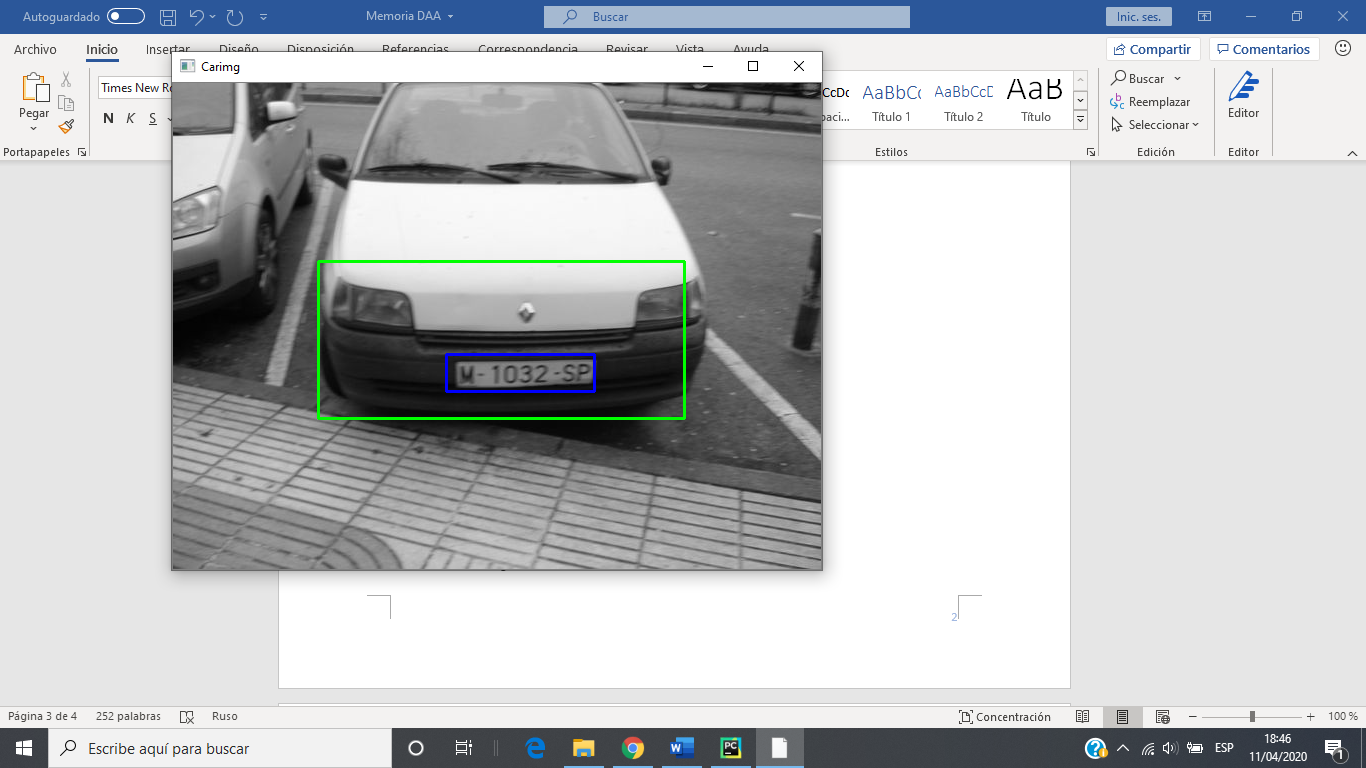 Autoguardado
Memoria DAA
Buscar
Inic. ses.
Archivo Inicio Insertar Diseño Disposición Referencias Correspondencia Revisar Vista Ayuda
Compartir Comentarios
Carimg
Pegar
Portapapeles
Times New Ro
N K S
CcDc
paci...
AaBbCc
Título 1
AaBbCcD
Título 2
AaB
Título
Estilos
Buscar
Reemplazar
Seleccionar
Edición
Editor
Editor
M-1032-SP
2
Página 3 de 4 252 palabras Ruso
Concentración
100 %
Escribe aquí para buscar
ESP
18:46
11/04/2020
1